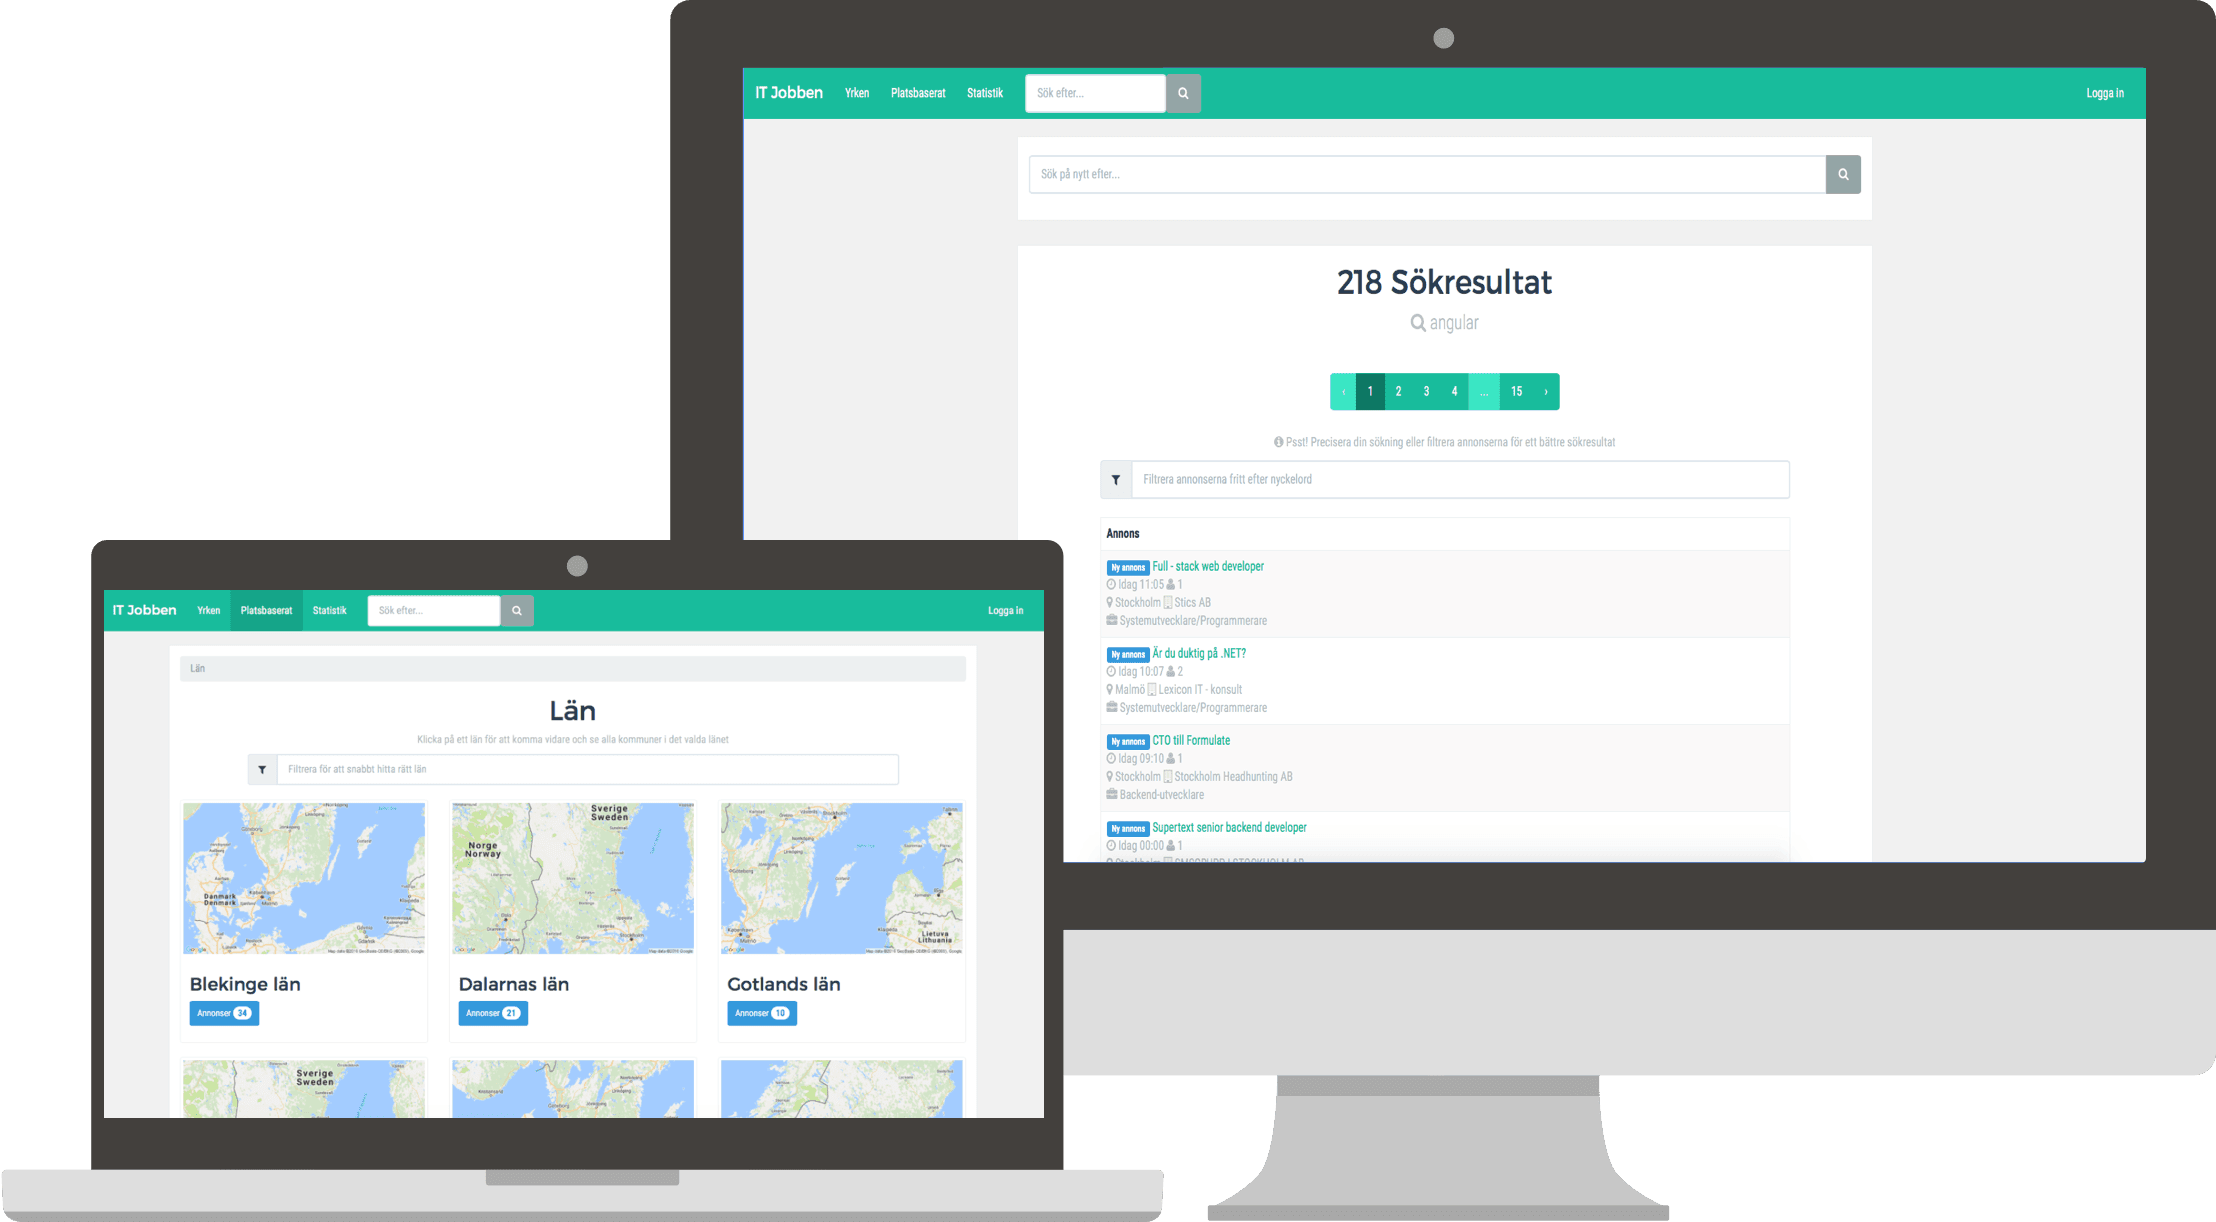 IT Jobben Yrken Platsbaserat Statistik Sök efter... Logga in
Sök på nytt efter...
218 Sökresultat
angular
‹ 1 2 3 4 ... 15 ›
Psst! Precisera din sökning eller filtrera annonserna för ett bättre sökresultat
Filtrera annonserna fritt efter nyckelord
Annons
Ny annons Full - stack web developer
Idag 11:05 1
Stockholm Stics AB
Systemutvecklare/Programmerare
Ny annons Är du duktig på .NET?
Idag 10:07 2
Malmö Lexicon IT - konsult
Systemutvecklare/Programmerare
Ny annons CTO till Formulate
Idag 09:10 1
Stockholm Stockholm Headhunting AB
Backend-utvecklare
Ny annons Supertext senior backend developer
Idag 00:00 1
IT Jobben Yrken Platsbaserat Statistik Sök efter... Logga in
Län
Län
Klicka på ett län för att komma vidare och se alla kommuner i det valda länet
Filtrera för att snabbt hitta rätt län
Danmark
Denmark
Sverige
Sweden
Norge
Norway
Lietuva
Lithuania
Blekinge län
Annonser 34
Dalarnas län
Annonser 21
Gotlands län
Annonser 10
Sverige
Sweden